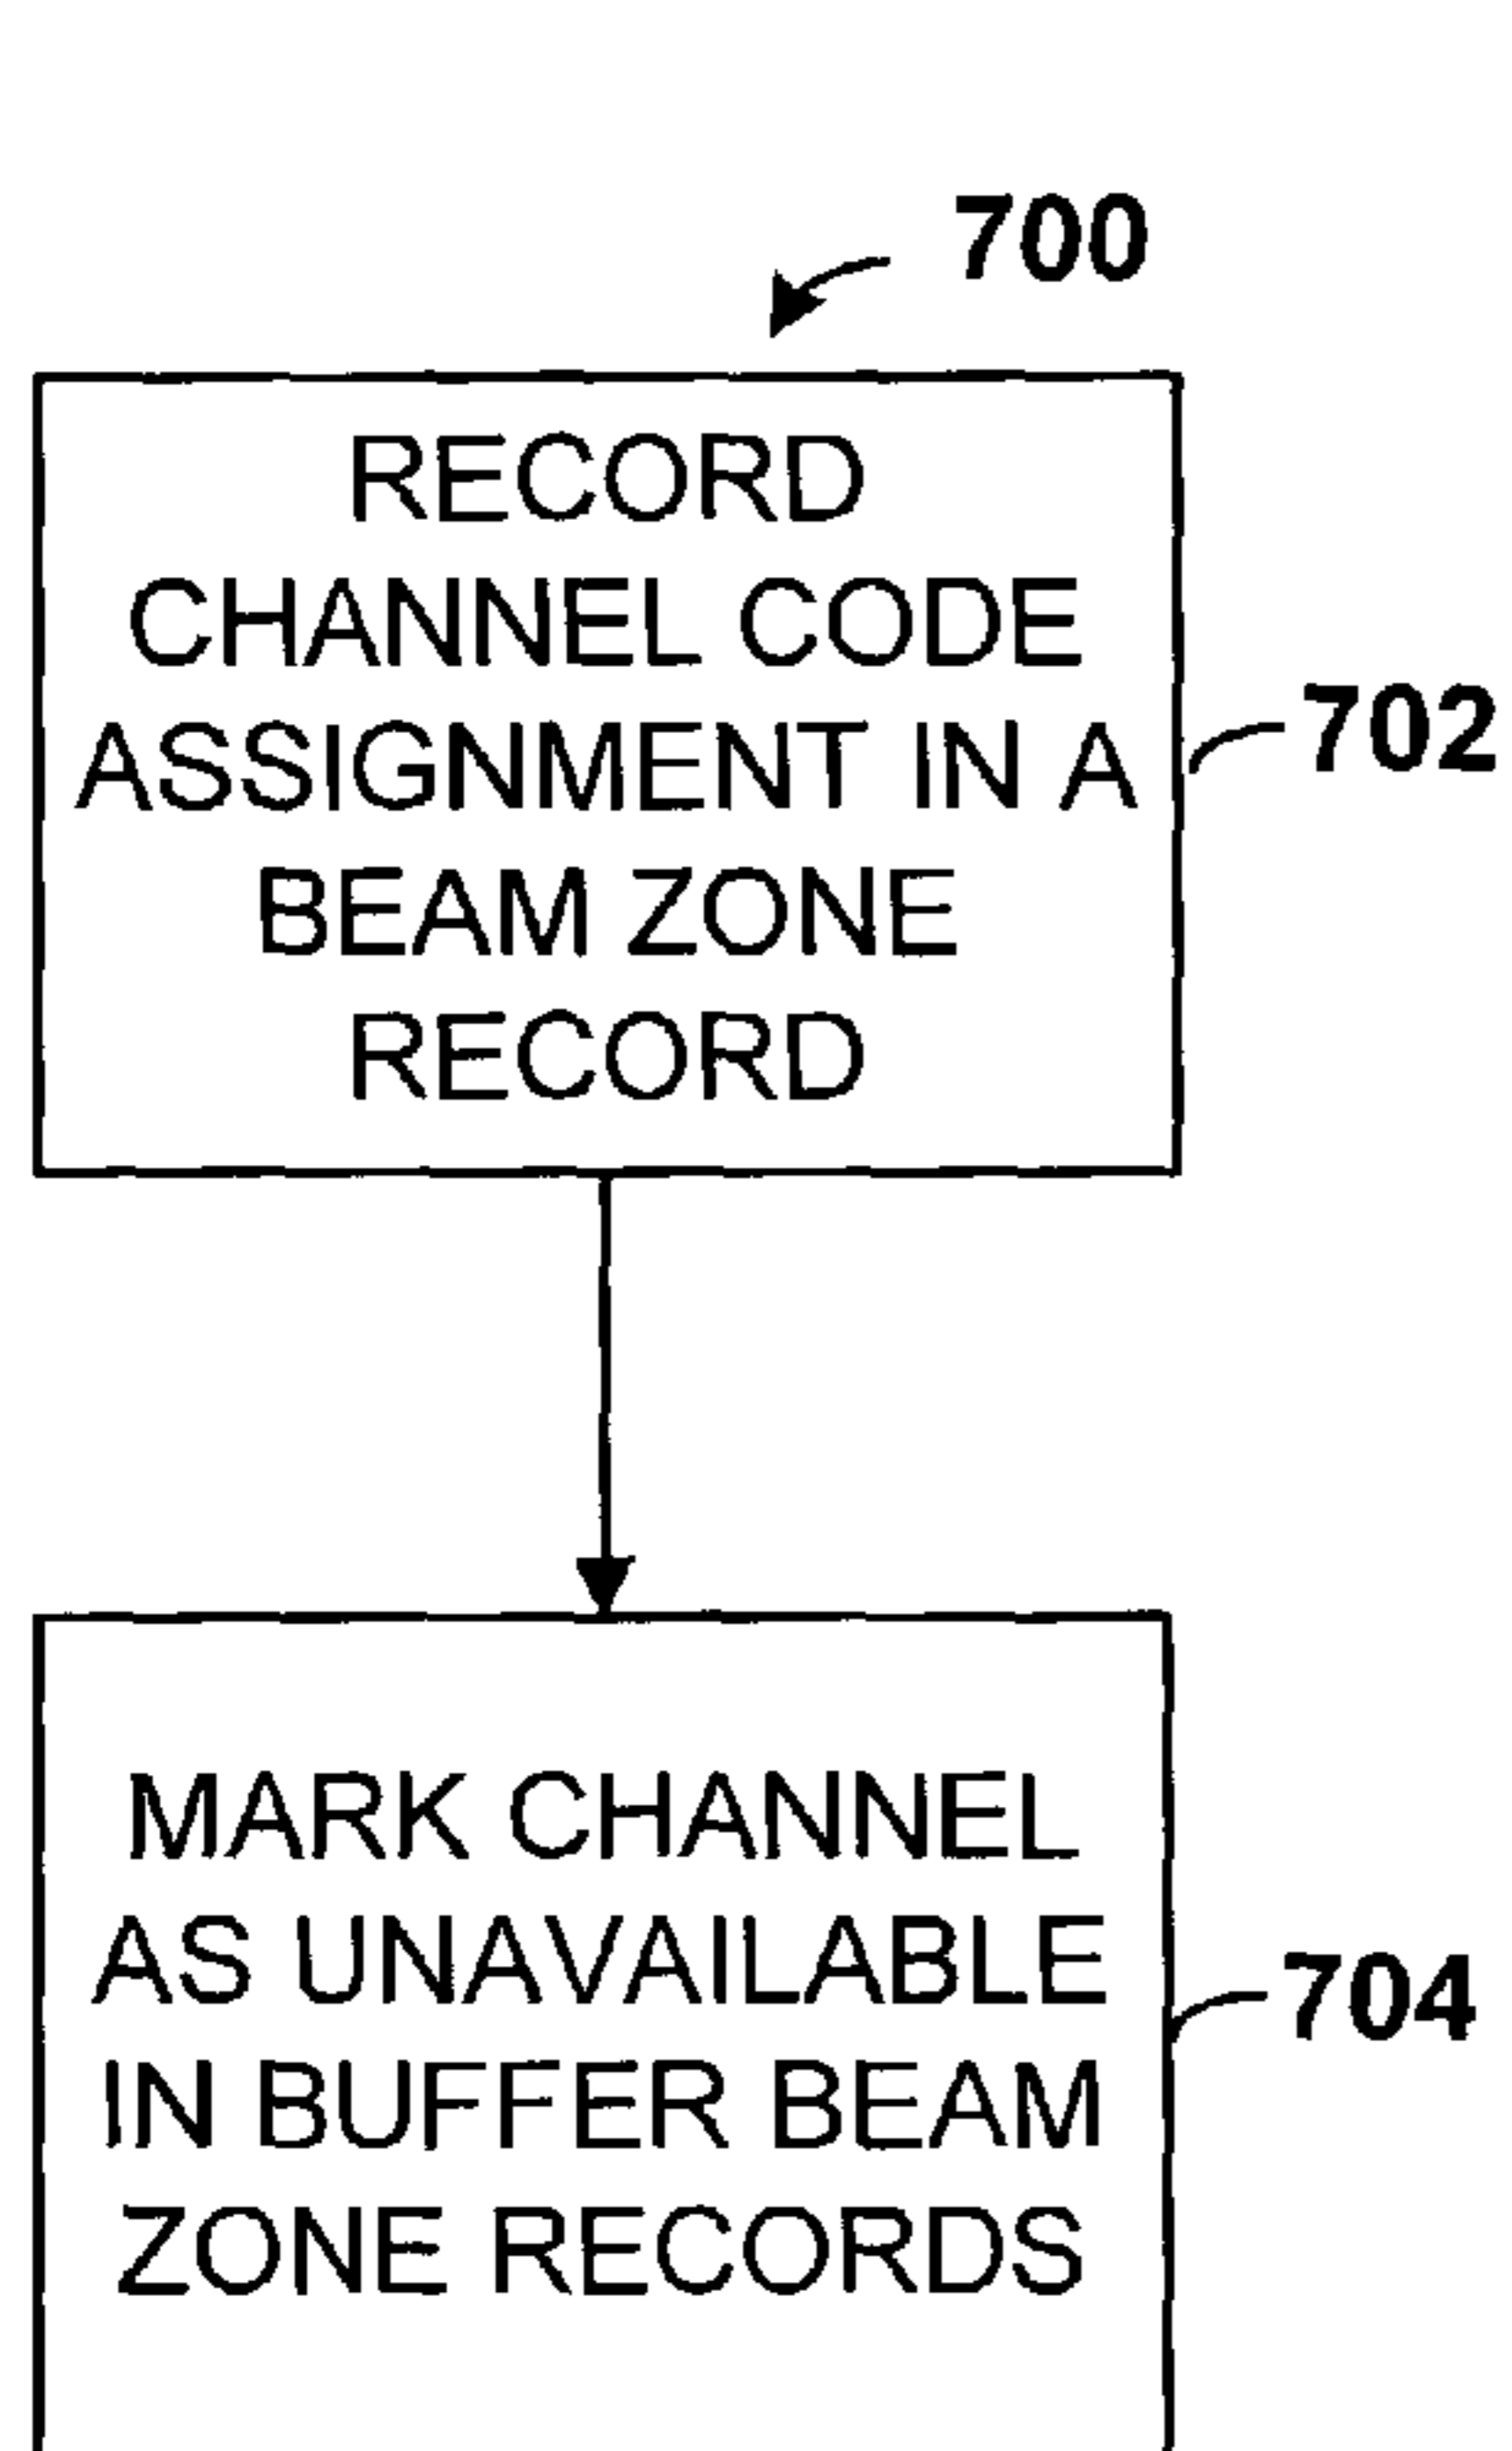 700
RECORD
CHANNEL CODE
ASSIGNMENT IN A
BEAM ZONE
RECORD
702
MARK CHANNEL
AS UNAVAILABLE
IN BUFFER BEAM
ZONE RECORDS
704